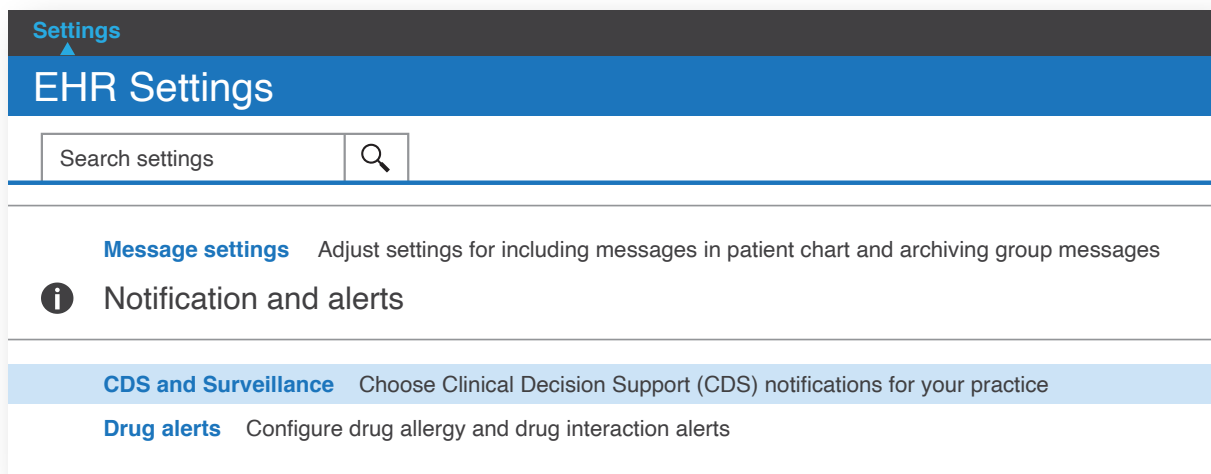 Settings
EHR Settings
Search settings
Message settings Adjust settings for including messages in patient chart and archiving group messages
Notification and alerts
CDS and Surveillance Choose Clinical Decision Support (CDS) notifications for your practice
Drug alerts Configure drug allergy and drug interaction alerts